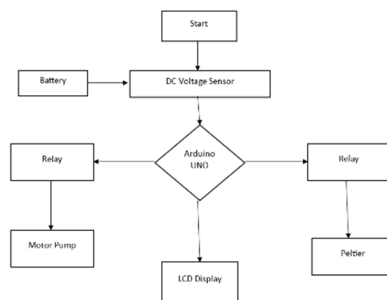 Start
Battery
DC Voltage Sensor
Relay
Arduino
UNO
Relay
Motor Pump
LCD Display
Peltier